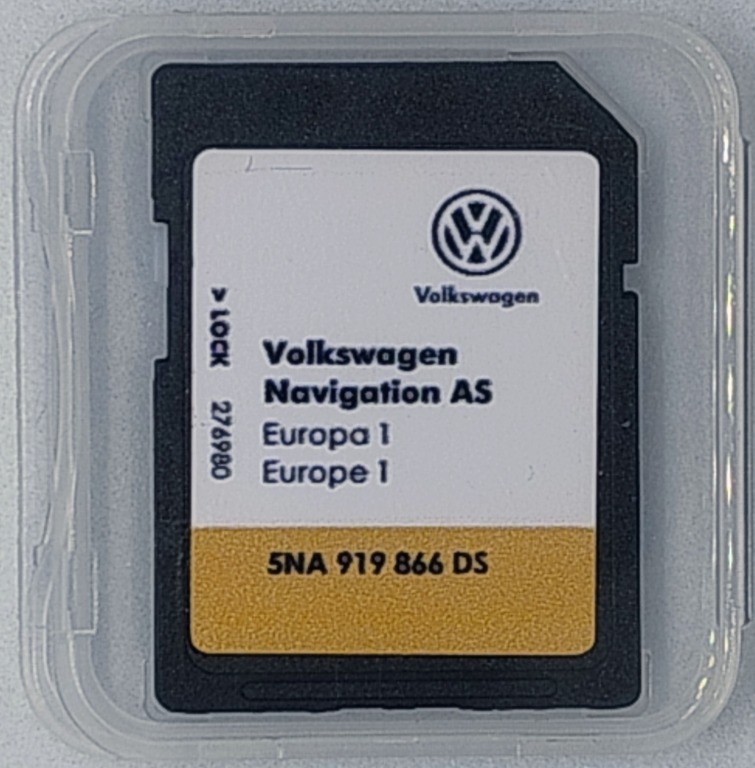 Volkswagen
Volkswagen
Navigation AS
Europa 1
Europe 1
5NA 919 866 DS
> LOCK
276980